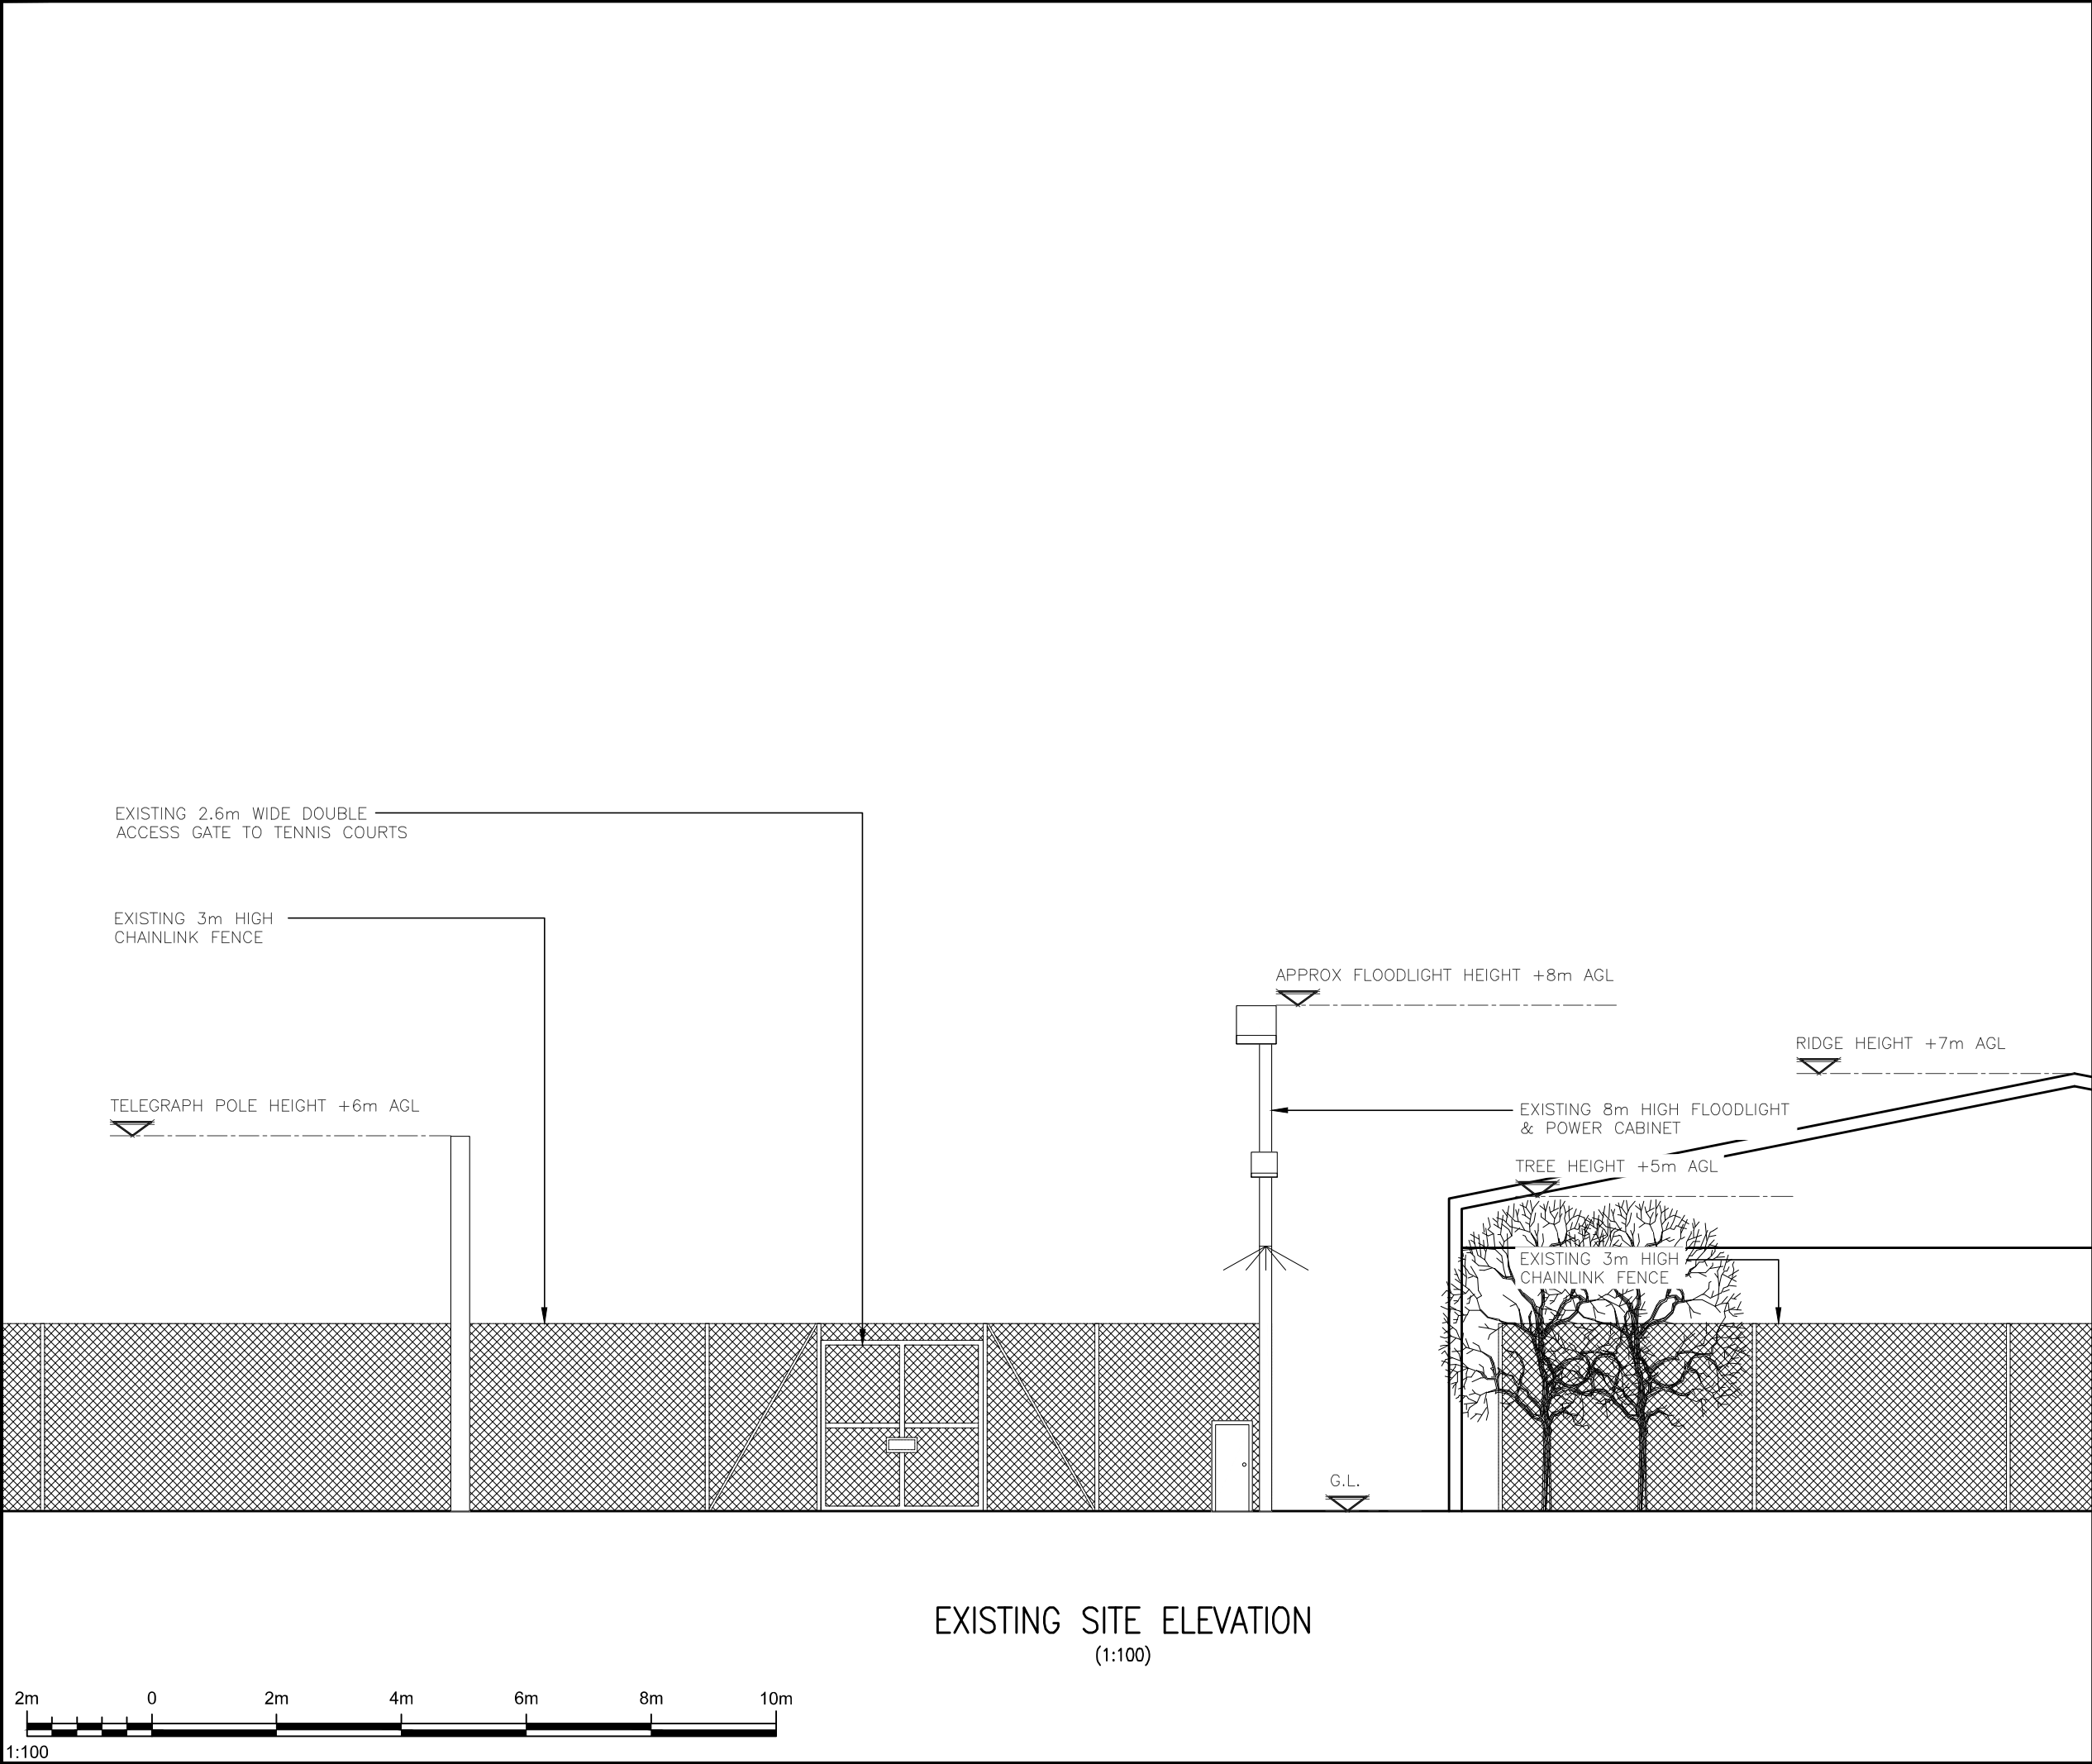 EXISTING 2.6m WIDE DOUBLE
ACCESS GATE TO TENNIS COURTS
EXISTING 3m HIGH
CHAINLINK FENCE
APPROX FLOODLIGHT HEIGHT +8m AGL
RIDGE HEIGHT +7m AGL
TELEGRAPH POLE HEIGHT +6m AGL
EXISTING 8m HIGH FLOODLIGHT
& POWER CABINET
TREE HEIGHT +5m AGL
EXISTING 3m HIGH
CHAINLINK FENCE
G.L.
EXISTING SITE ELEVATION
(1:100)
2m 0 2m 4m 6m 8m 10m
1:100